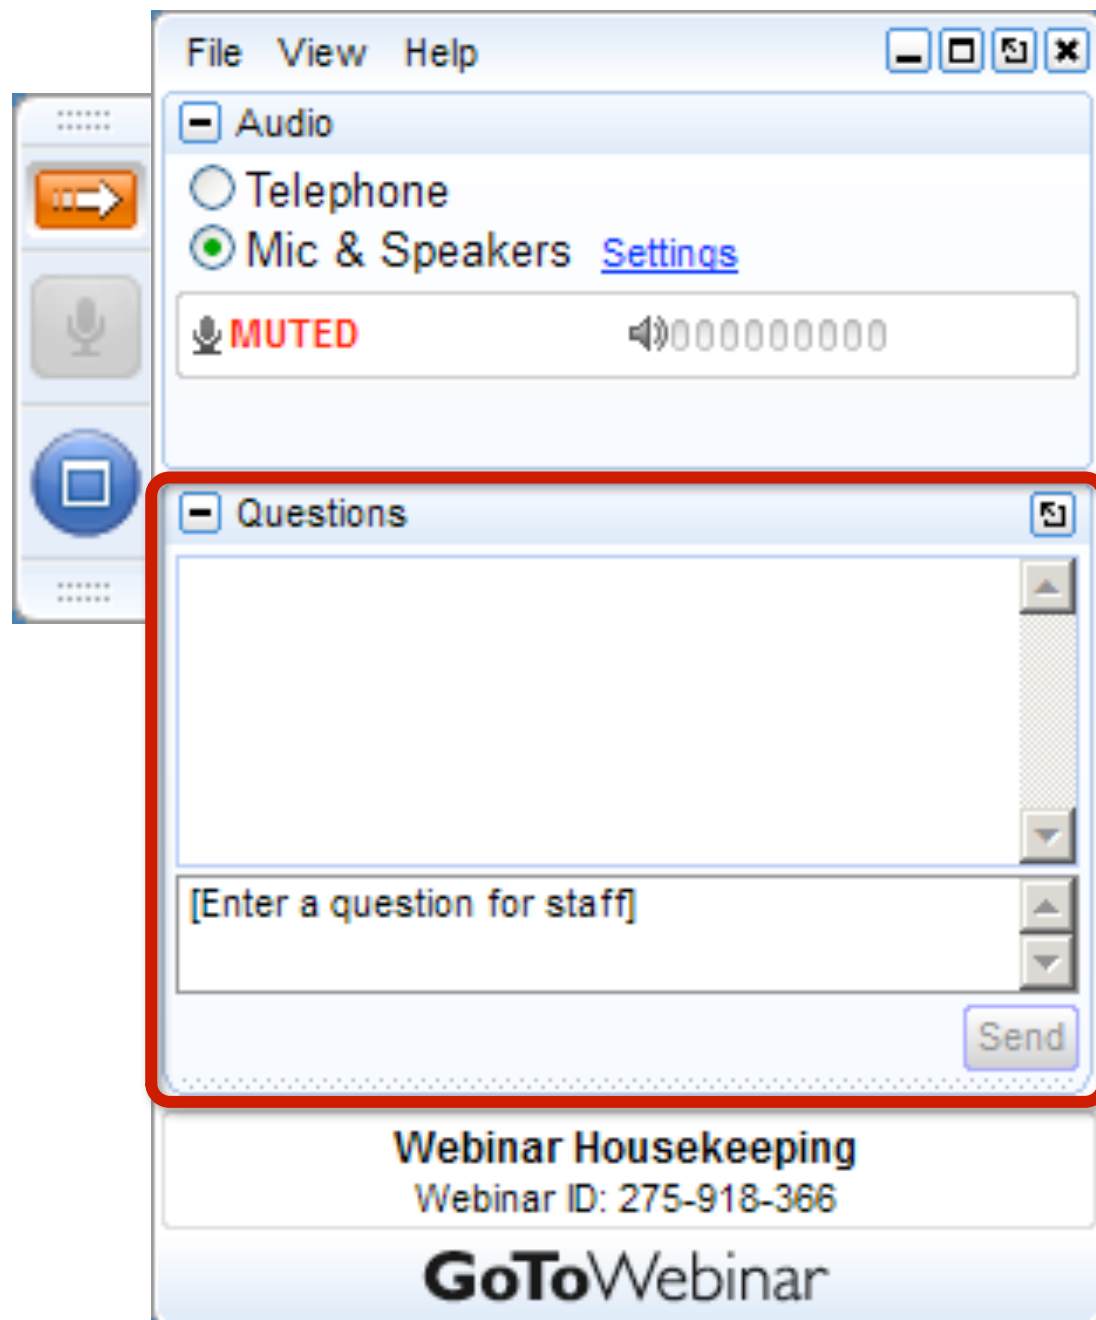 File View Help
Audio
Telephone
Mic & Speakers Settings
MUTED
Questions
[Enter a question for staff]
Send
Webinar Housekeeping
Webinar ID: 275-918-366
GoToWebinar